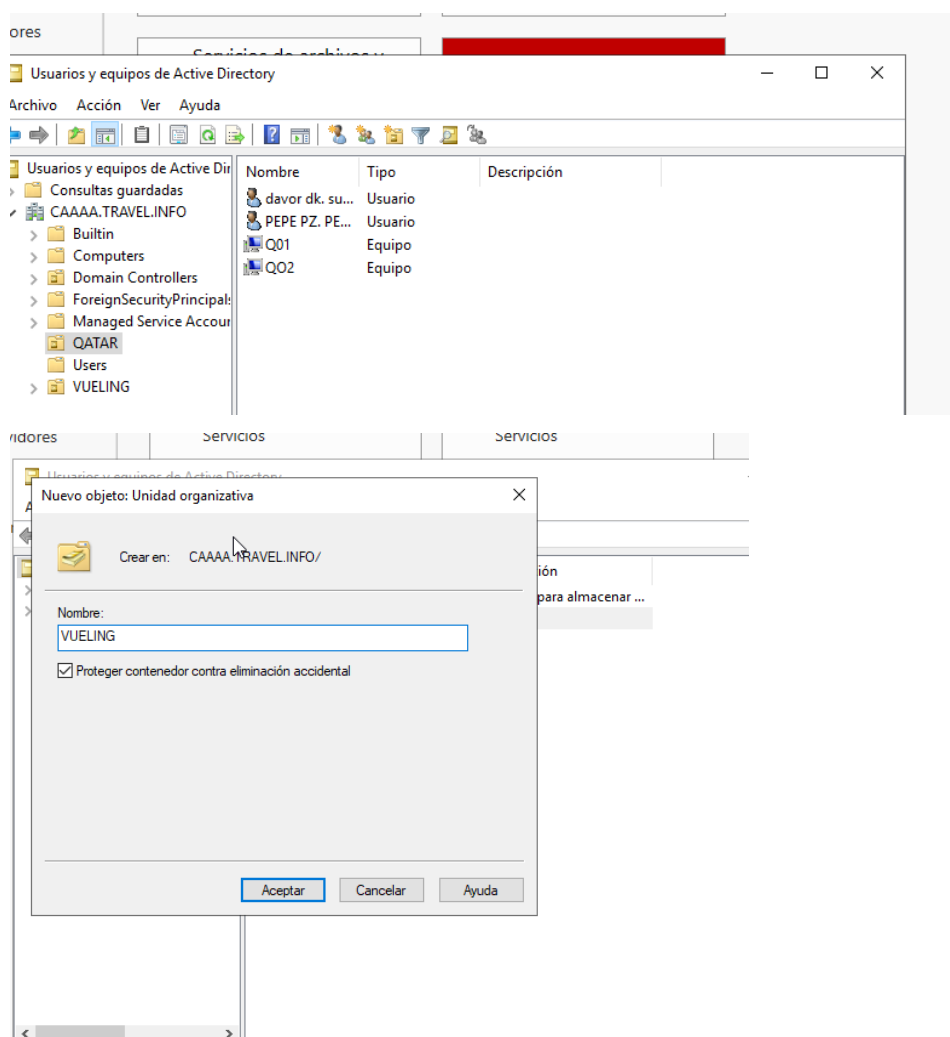 ores
Servicios de archivos y
Usuarios y equipos de Active Directory
Archivo Acción Ver Ayuda
Usuarios y equipos de Active Dir
Nombre Tipo Descripción
Consultas guardadas
davor dk. su... Usuario
CAAAA.TRAVEL.INFO
PEPE PZ. PE... Usuario
Builtin
Q01 Equipo
Computers
QO2 Equipo
Domain Controllers
ForeignSecurityPrincipals
Managed Service Accour
QATAR
Users
VUELING
vidores Servicios Servicios
Usuarios y equipos de Active Directory
Nuevo objeto: Unidad organizativa
A
Crear en: CAAAA.TRAVEL.INFO/
ión
para almacenar ...
Nombre:
VUELING
Proteger contenedor contra eliminación accidental
Aceptar Cancelar Ayuda